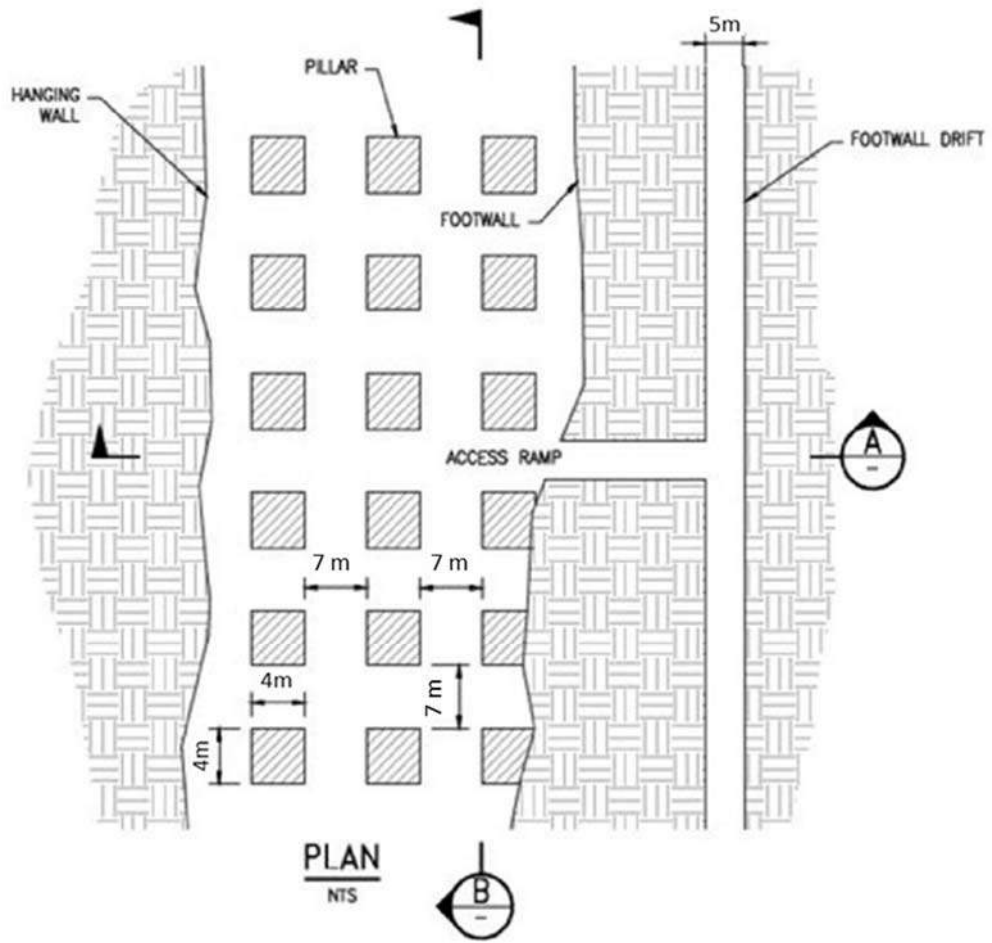 5m
PILLAR
HANGING
WALL
FOOTWALL DRIFT
FOOTWALL
A
-
ACCESS RAMP
7 m
7 m
4m
7 m
4m
PLAN
NTS
B
-